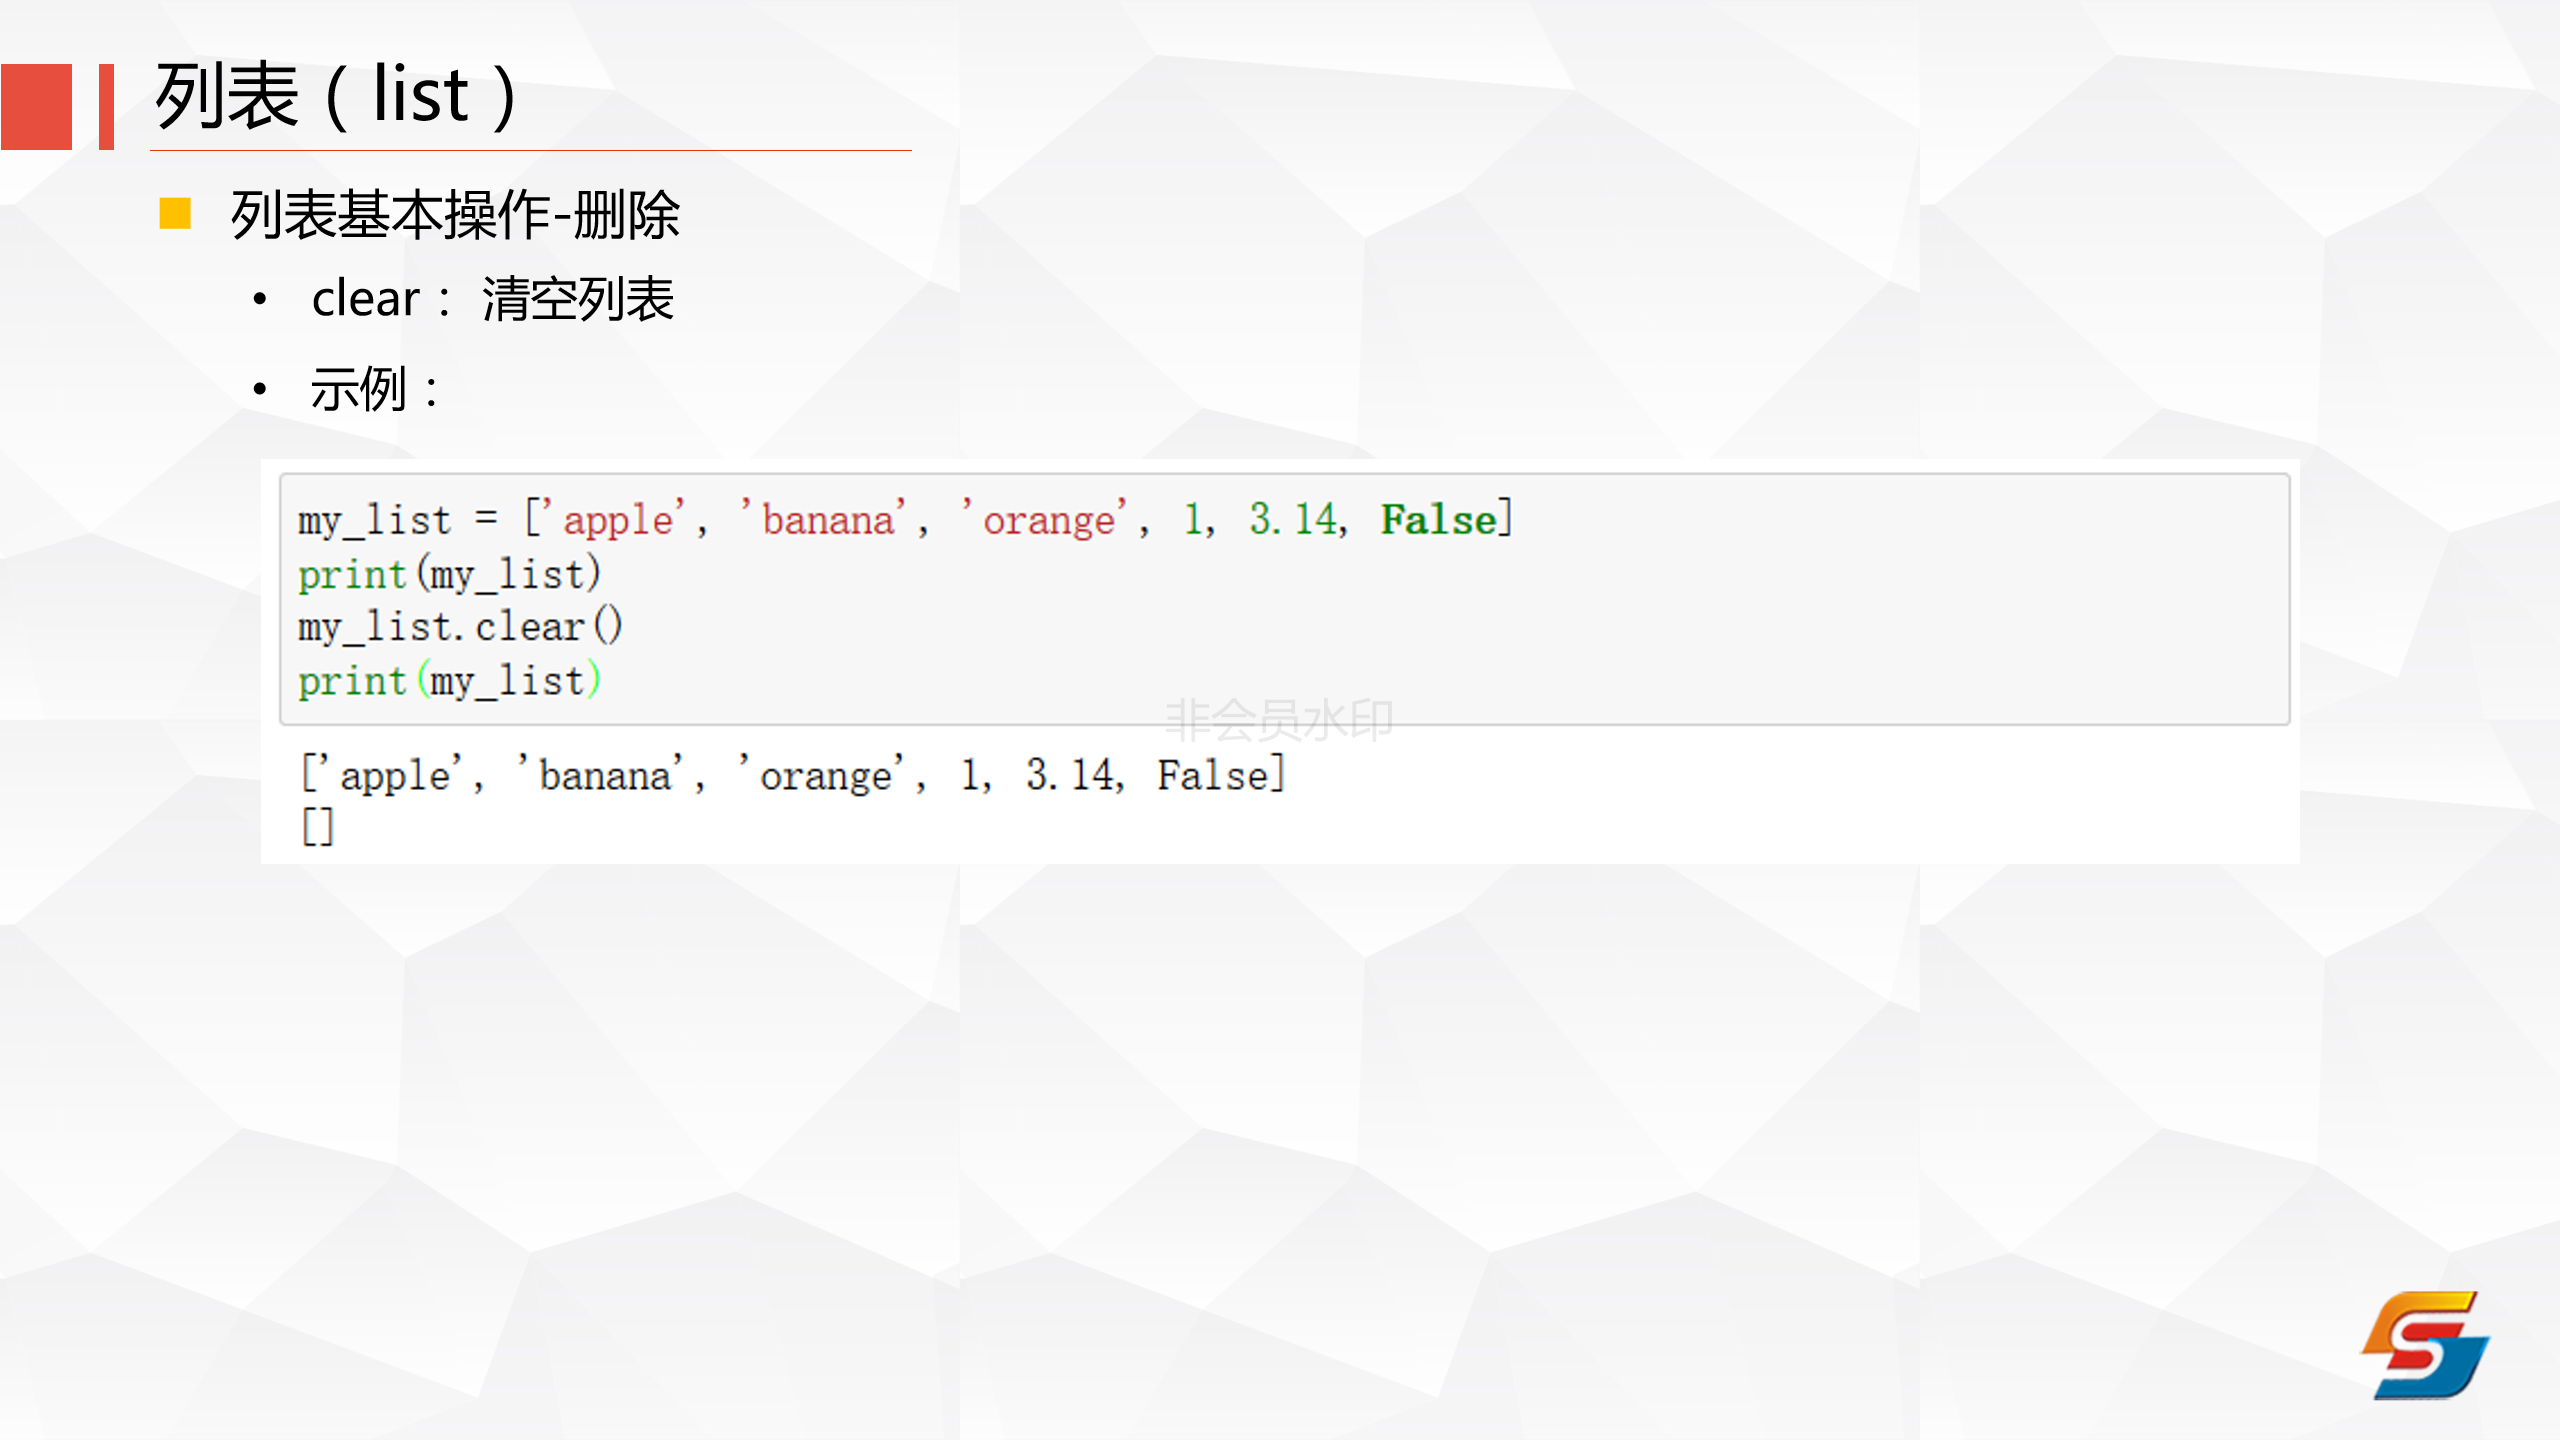 列表（list）
列表基本操作-删除
• clear： 清空列表
• 示例：
my_list = ['apple', 'banana', 'orange', 1, 3.14, False]
print(my_list)
my_list.clear()
print(my_list)
非会员水印
['apple', 'banana', 'orange', 1, 3.14, False]
[]